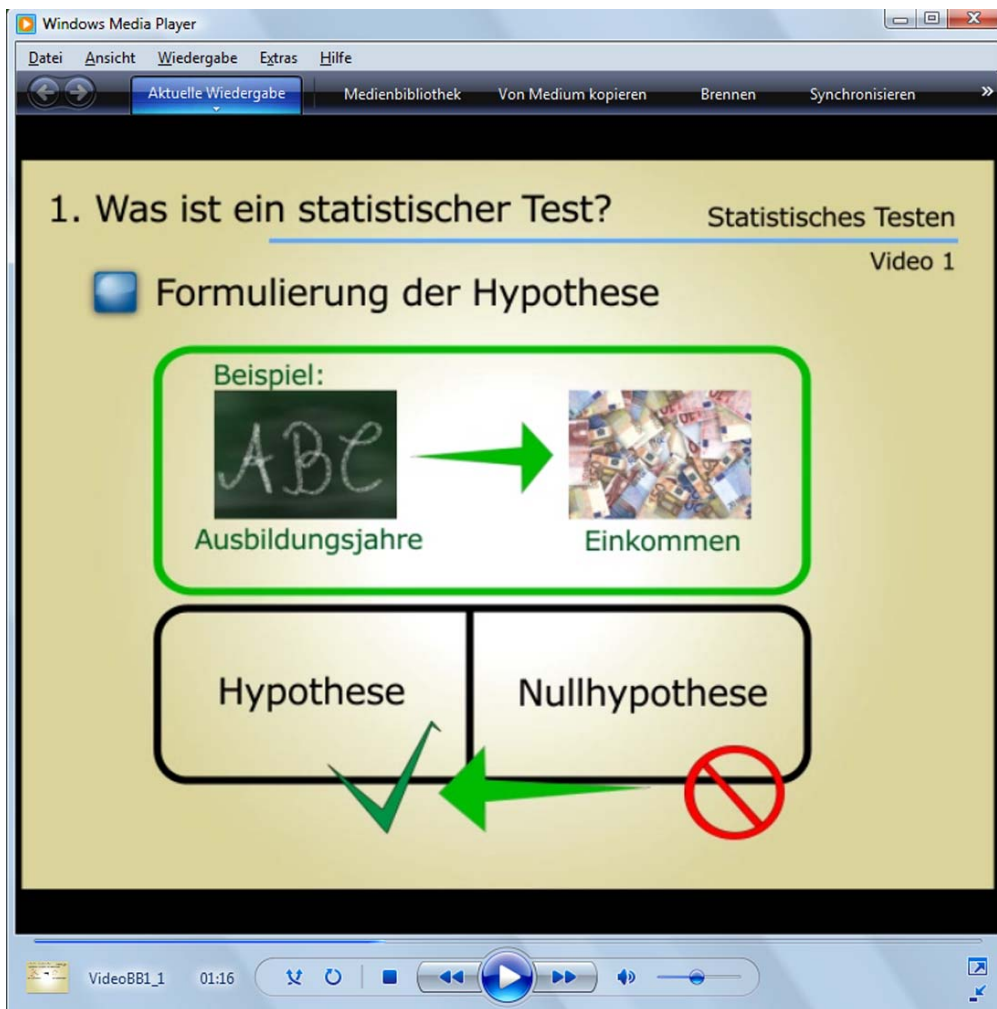 Windows Media Player
Datei Ansicht Wiedergabe Extras Hilfe
Aktuelle Wiedergabe Medienbibliothek Von Medium kopieren Brennen Synchronisieren »
1. Was ist ein statistischer Test?
Statistisches Testen
Video 1
Formulierung der Hypothese
Beispiel:
ABC
Ausbildungsjahre
Einkommen
Hypothese
Nullhypothese
VideoBB1_1 01:16